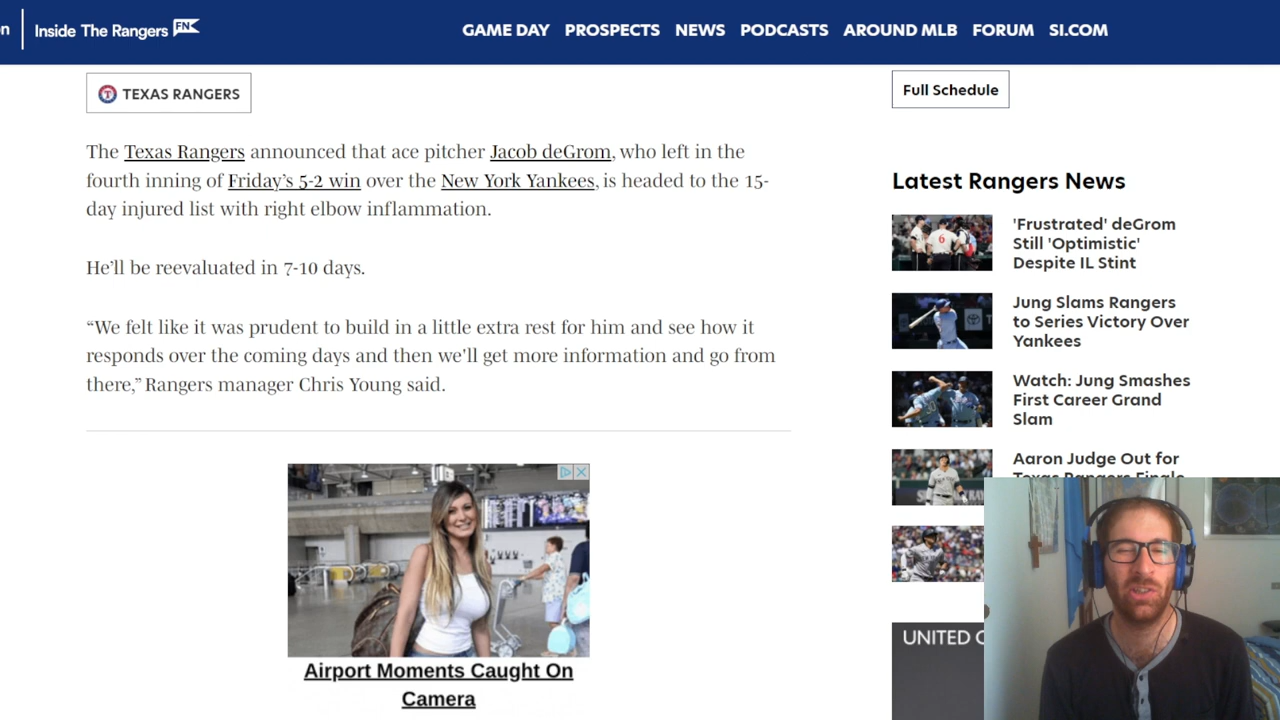 n
Inside The Rangers FN
GAME DAY PROSPECTS NEWS PODCASTS AROUND MLB FORUM SI.COM
TEXAS RANGERS
The Texas Rangers announced that ace pitcher Jacob deGrom, who left in the
fourth inning of Friday’s 5-2 win over the New York Yankees, is headed to the 15-
day injured list with right elbow inflammation.
He’ll be reevaluated in 7-10 days.
“We felt like it was prudent to build in a little extra rest for him and see how it
responds over the coming days and then we’ll get more information and go from
there,” Rangers manager Chris Young said.
Airport Moments Caught On
Camera
Full Schedule
Latest Rangers News
'Frustrated' deGrom
Still 'Optimistic'
Despite IL Stint
Jung Slams Rangers
to Series Victory Over
Yankees
Watch: Jung Smashes
First Career Grand
Slam
Aaron Judge Out for
Texas Rangers Finale
UNITED